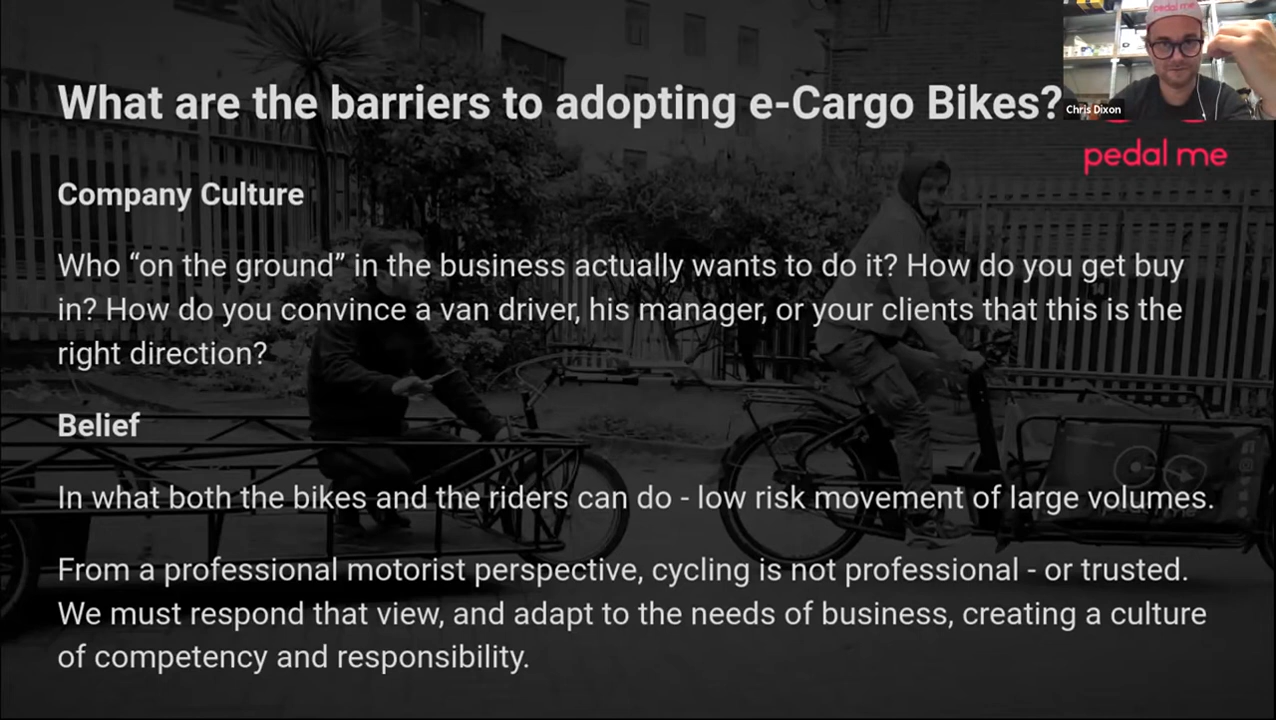 pedal me
Chris Dixon
What are the barriers to adopting e-Cargo Bikes?
pedal me
Company Culture
Who “on the ground” in the business actually wants to do it? How do you get buy
in? How do you convince a van driver, his manager, or your clients that this is the
right direction?
Belief
In what both the bikes and the riders can do - low risk movement of large volumes.
From a professional motorist perspective, cycling is not professional - or trusted.
We must respond that view, and adapt to the needs of business, creating a culture
of competency and responsibility.